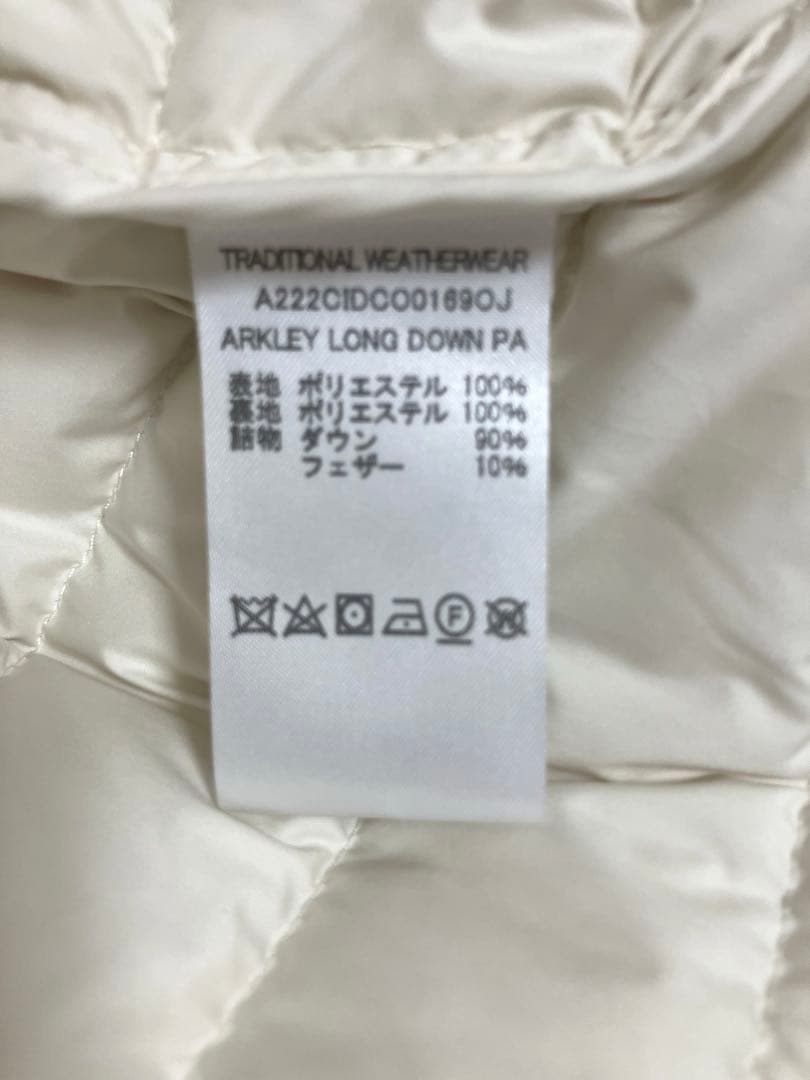 TRADITIONAL WEATHERWEAR
A222CIDCO0169OJ
ARKLEY LONG DOWN PA
表地 ポリエステル 100%
裏地 ポリエステル 100%
詰物 ダウン 90%
フェザー 10%
F
W